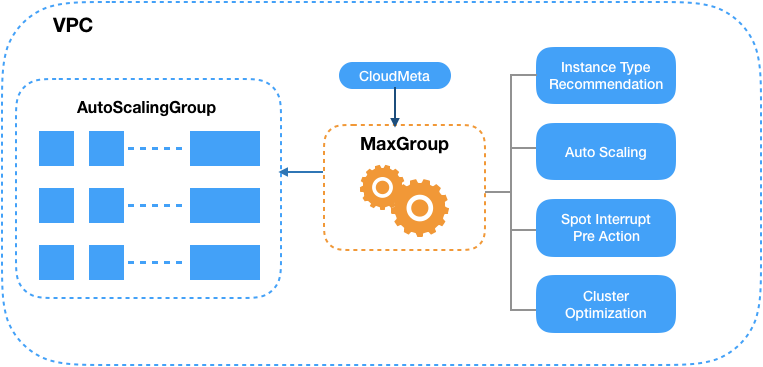 VPC
CloudMeta
AutoScalingGroup
MaxGroup
Instance Type
Recommendation
Auto Scaling
Spot Interrupt
Pre Action
Cluster
Optimization